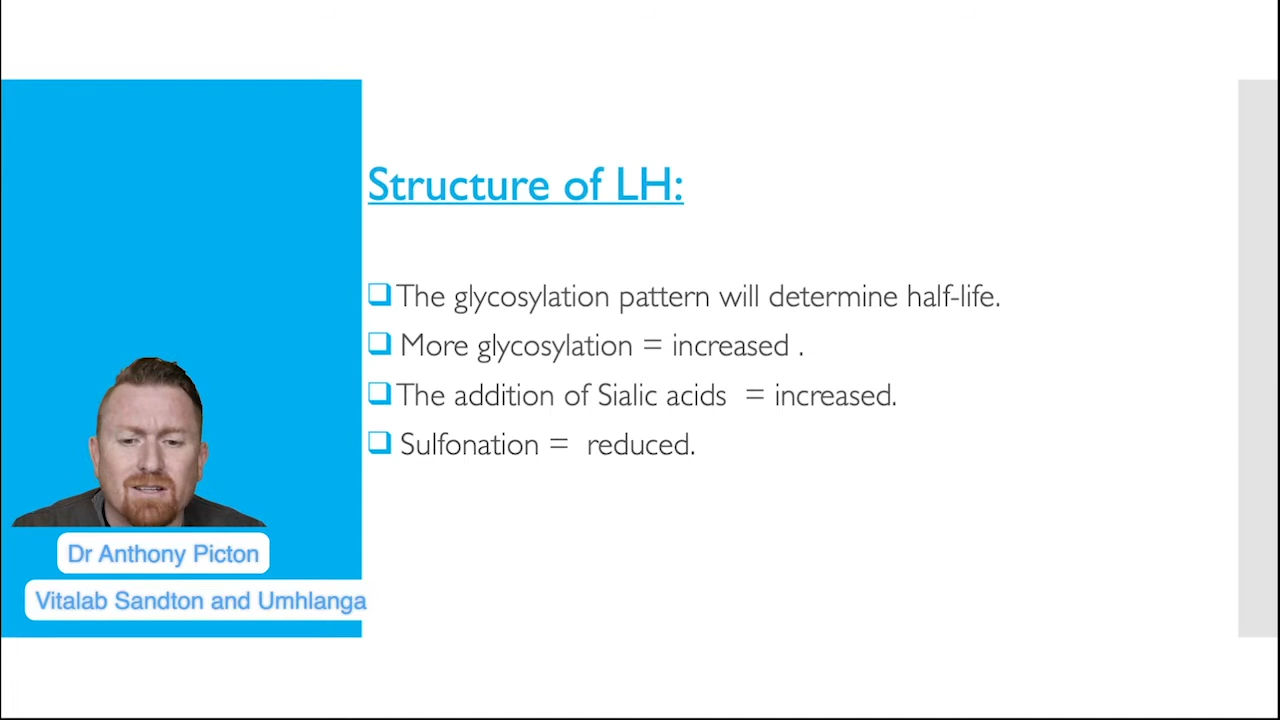 Structure of LH:
The glycosylation pattern will determine half-life.
More glycosylation = increased .
The addition of Sialic acids = increased.
Sulfonation = reduced.
Dr Anthony Picton
Vitalab Sandton and Umhlanga